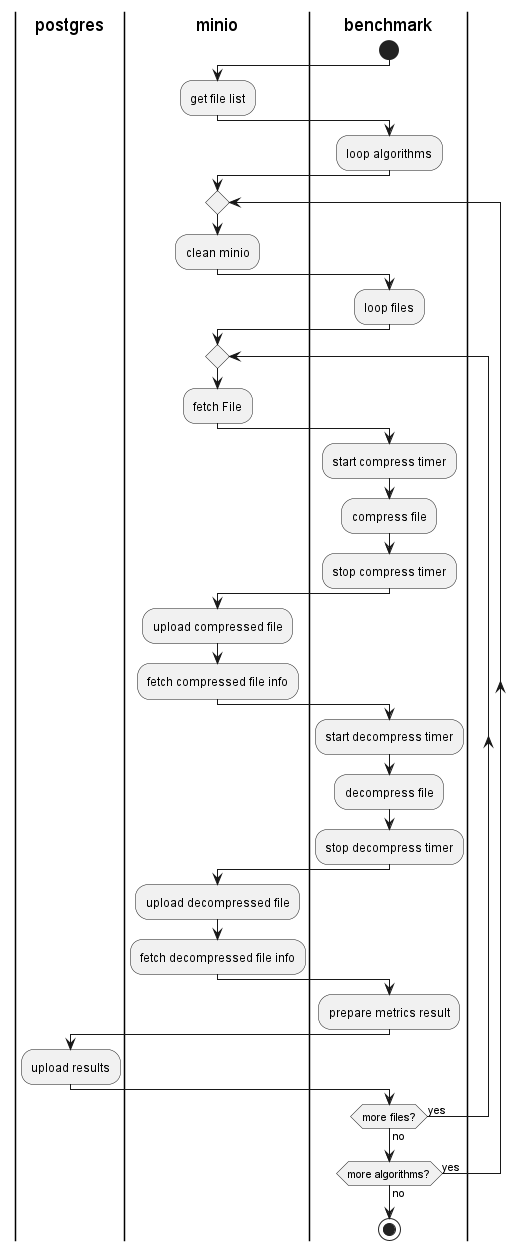 postgres
minio
benchmark
get file list
loop algorithms
clean minio
loop files
fetch File
start compress timer
compress file
stop compress timer
upload compressed file
fetch compressed file info
start decompress timer
decompress file
stop decompress timer
upload decompressed file
fetch decompressed file info
prepare metrics result
upload results
more files?
yes
no
more algorithms?
yes
no